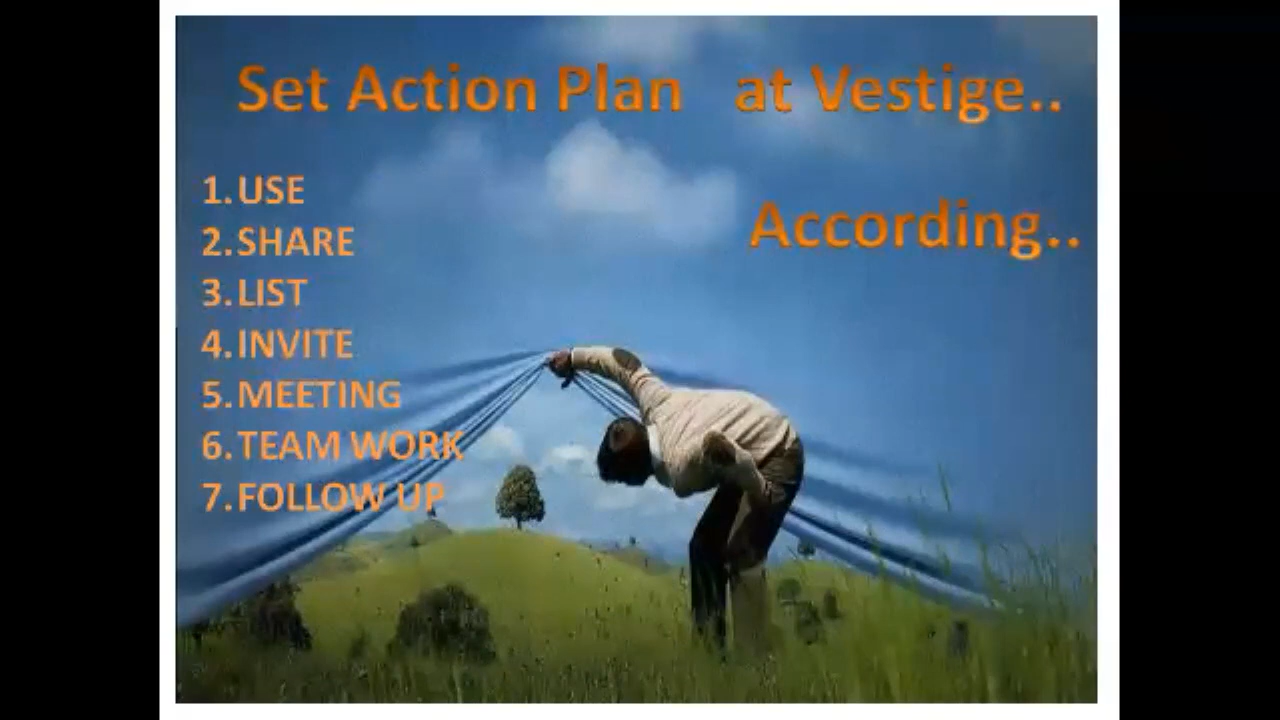 Set Action Plan at Vestige..
According..
1.USE
2.SHARE
3.LIST
4.INVITE
5.MEETING
6.TEAM WORK
7.FOLLOW UP